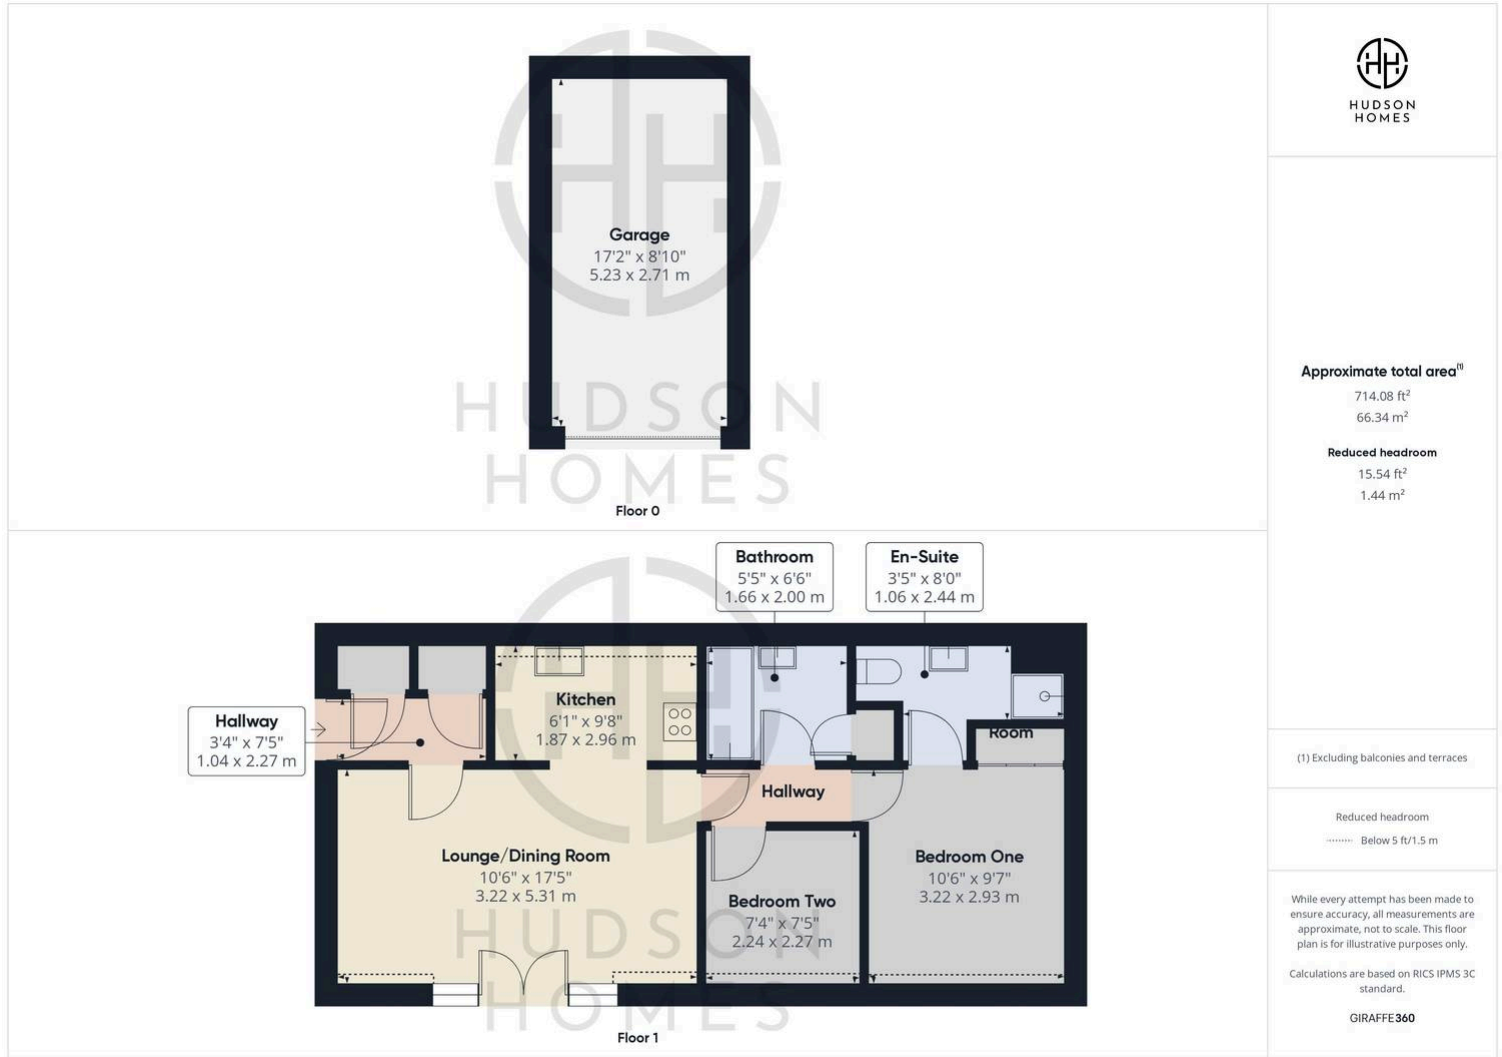 Garage
17'2" x 8'10"
5.23 x 2.71 m
HUDSON
HOMES
Floor 0
Bathroom
5'5" x 6'6"
1.66 x 2.00 m
En-Suite
3'5" x 8'0"
1.06 x 2.44 m
Hallway
3'4" x 7'5"
1.04 x 2.27 m
Kitchen
6'1" x 9'8"
1.87 x 2.96 m
Room
Hallway
Lounge/Dining Room
10'6" x 17'5"
3.22 x 5.31 m
Bedroom Two
7'4" x 7'5"
2.24 x 2.27 m
Bedroom One
10'6" x 9'7"
3.22 x 2.93 m
HUDSON
HOMES
Floor 1
HUDSON
HOMES
Approximate total area(1)
714.08 ft²
66.34 m²
Reduced headroom
15.54 ft²
1.44 m²
(1) Excluding balconies and terraces
Reduced headroom
Below 5 ft/1.5 m
While every attempt has been made to
ensure accuracy, all measurements are
approximate, not to scale. This floor
plan is for illustrative purposes only.
Calculations are based on RICS IPMS 3C
standard.
GIRAFFE360